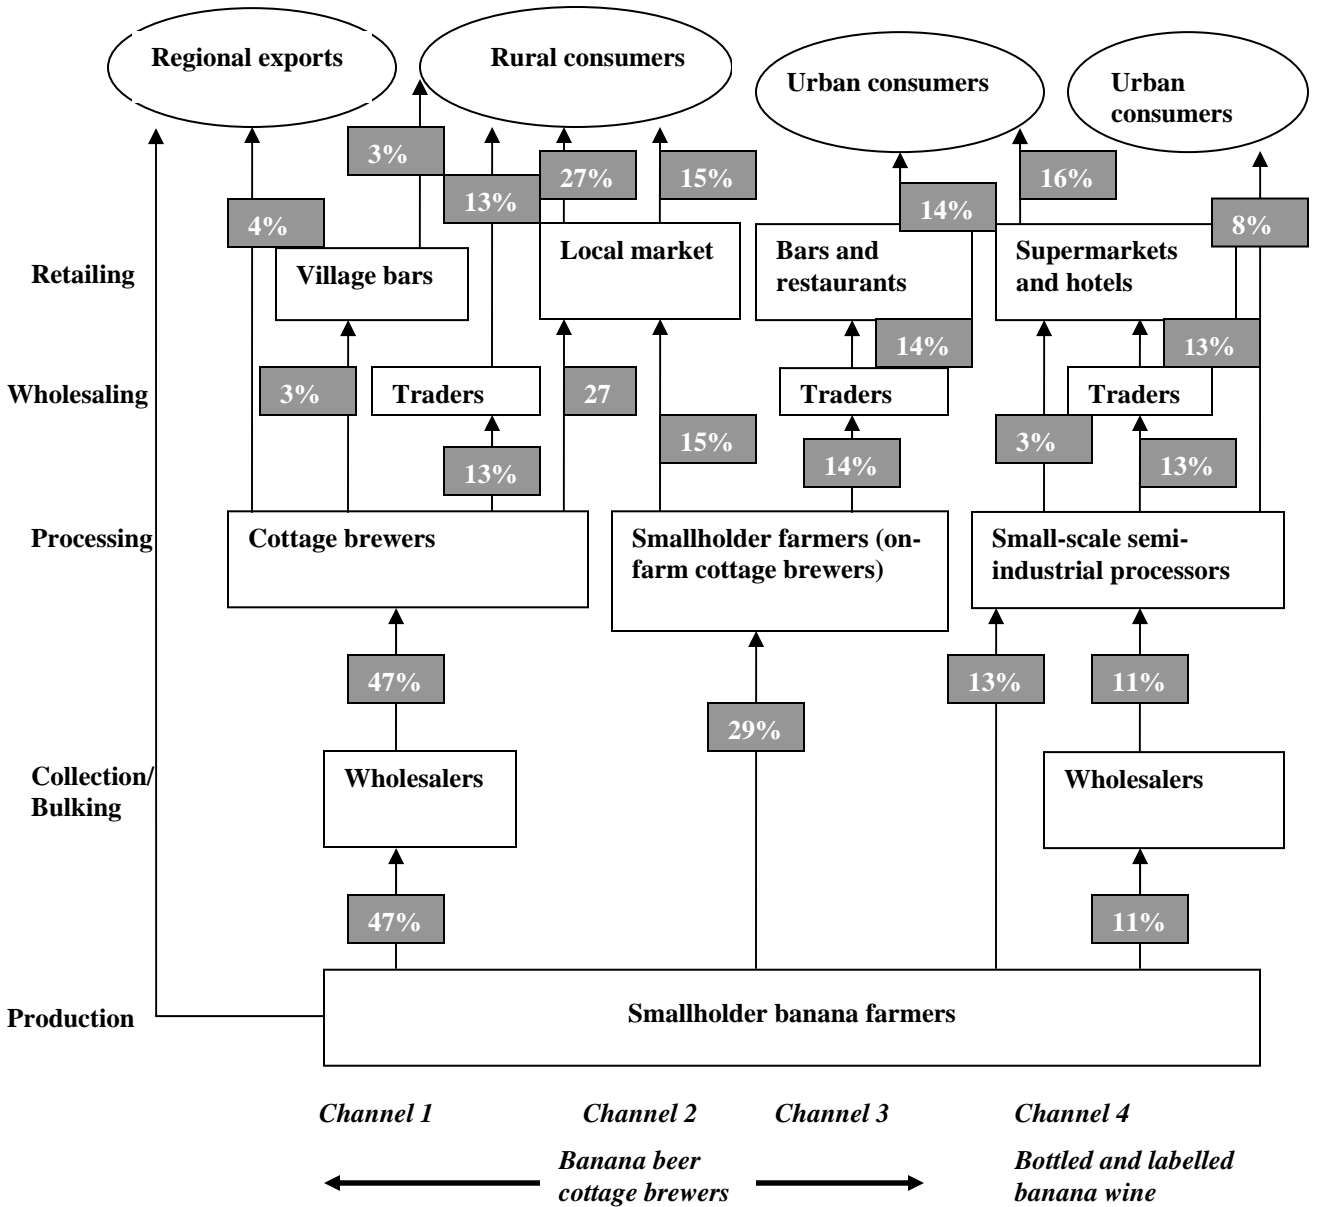 Regional exports
Rural consumers
Urban consumers
Urban
consumers
3%
13%
27%
15%
14%
16%
4%
8%
Retailing
Village bars
Local market
Bars and
restaurants
Supermarkets
and hotels
14%
13%
Wholesaling
3%
Traders
27
Traders
Traders
13%
15%
14%
3%
13%
Processing
Cottage brewers
Smallholder farmers (on-
farm cottage brewers)
Small-scale semi-
industrial processors
47%
29%
13%
11%
Collection/
Bulking
Wholesalers
Wholesalers
47%
11%
Production
Smallholder banana farmers
Channel 1
Channel 2
Channel 3
Channel 4
Banana beer
cottage brewers
Bottled and labelled
banana wine